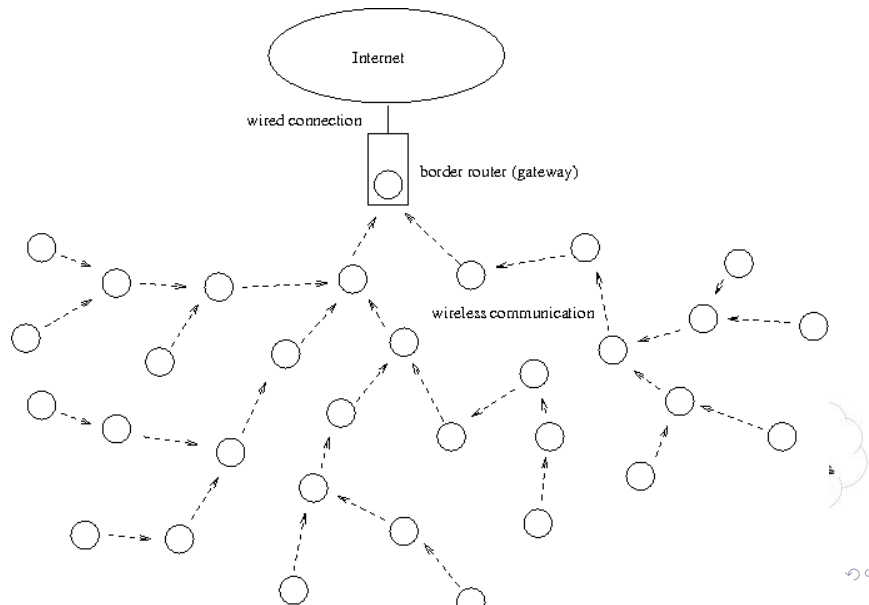 Internet
wired connection
border router (gateway)
wireless communication